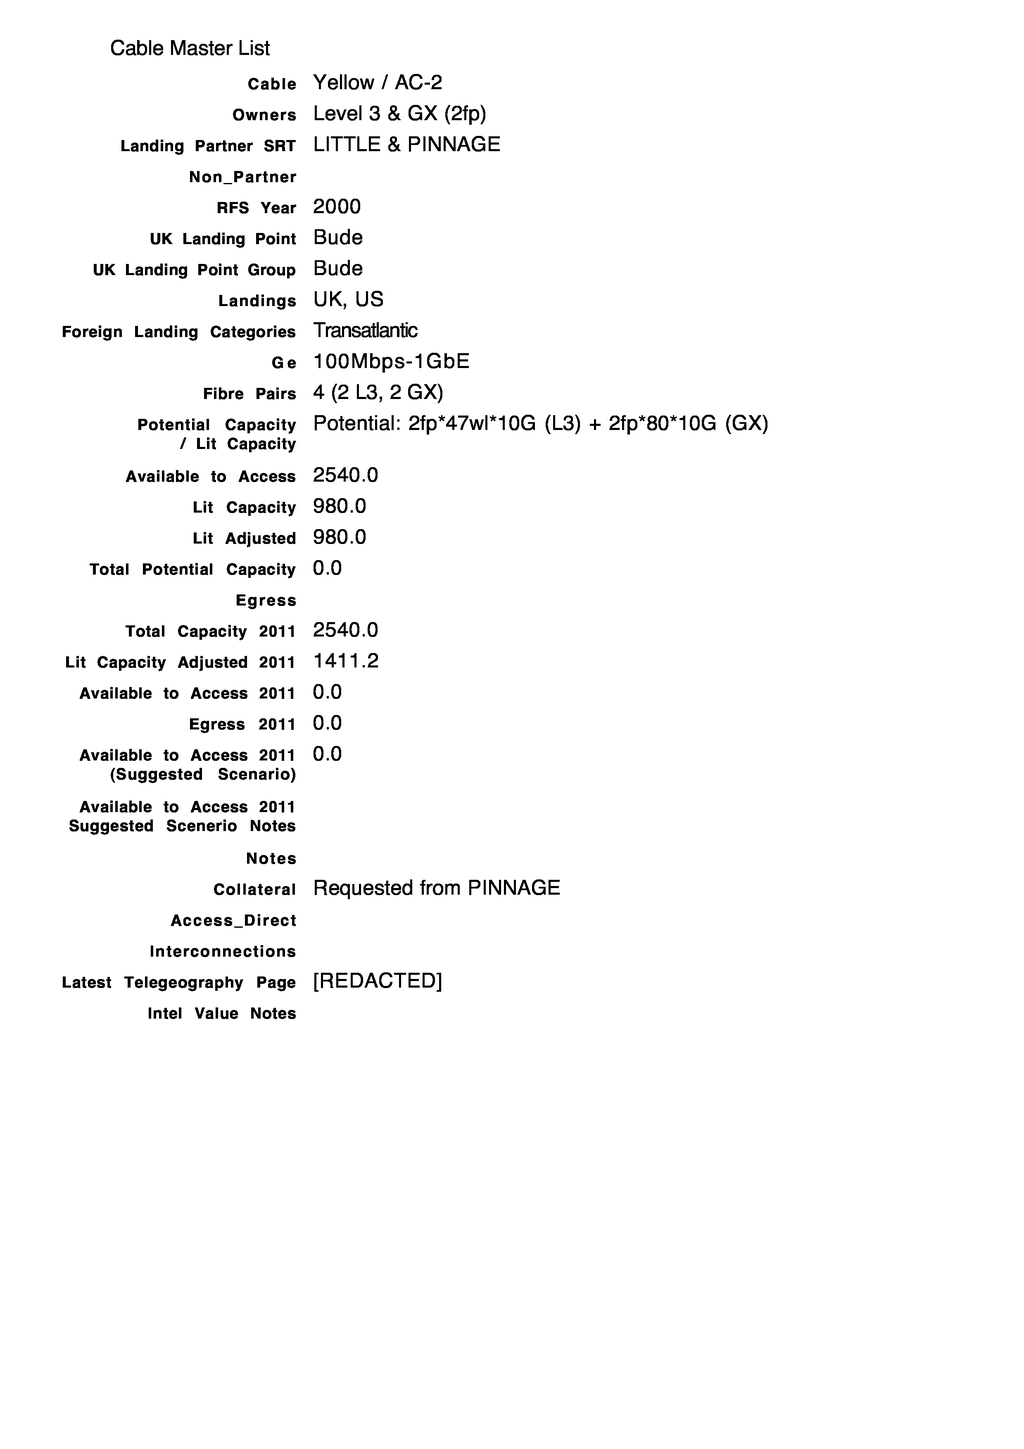 Cable Master List
Cable Yellow / AC-2
Owners Level 3 & GX (2fp)
Landing Partner SRT LITTLE & PINNAGE
Non_Partner
RFS Year 2000
UK Landing Point Bude
UK Landing Point Group Bude
Landings UK, US
Foreign Landing Categories Transatlantic
Ge 100Mbps-1GbE
Fibre Pairs 4 (2 L3, 2 GX)
Potential Capacity Potential: 2fp*47wl*10G (L3) + 2fp*80*10G (GX)
/ Lit Capacity
Available to Access 2540.0
Lit Capacity 980.0
Lit Adjusted 980.0
Total Potential Capacity 0.0
Egress
Total Capacity 2011 2540.0
Lit Capacity Adjusted 2011 1411.2
Available to Access 2011 0.0
Egress 2011 0.0
Available to Access 2011 0.0
(Suggested Scenario)
Available to Access 2011
Suggested Scenerio Notes
Notes
Collateral Requested from PINNAGE
Access_Direct
Interconnections
Latest Telegeography Page [REDACTED]
Intel Value Notes